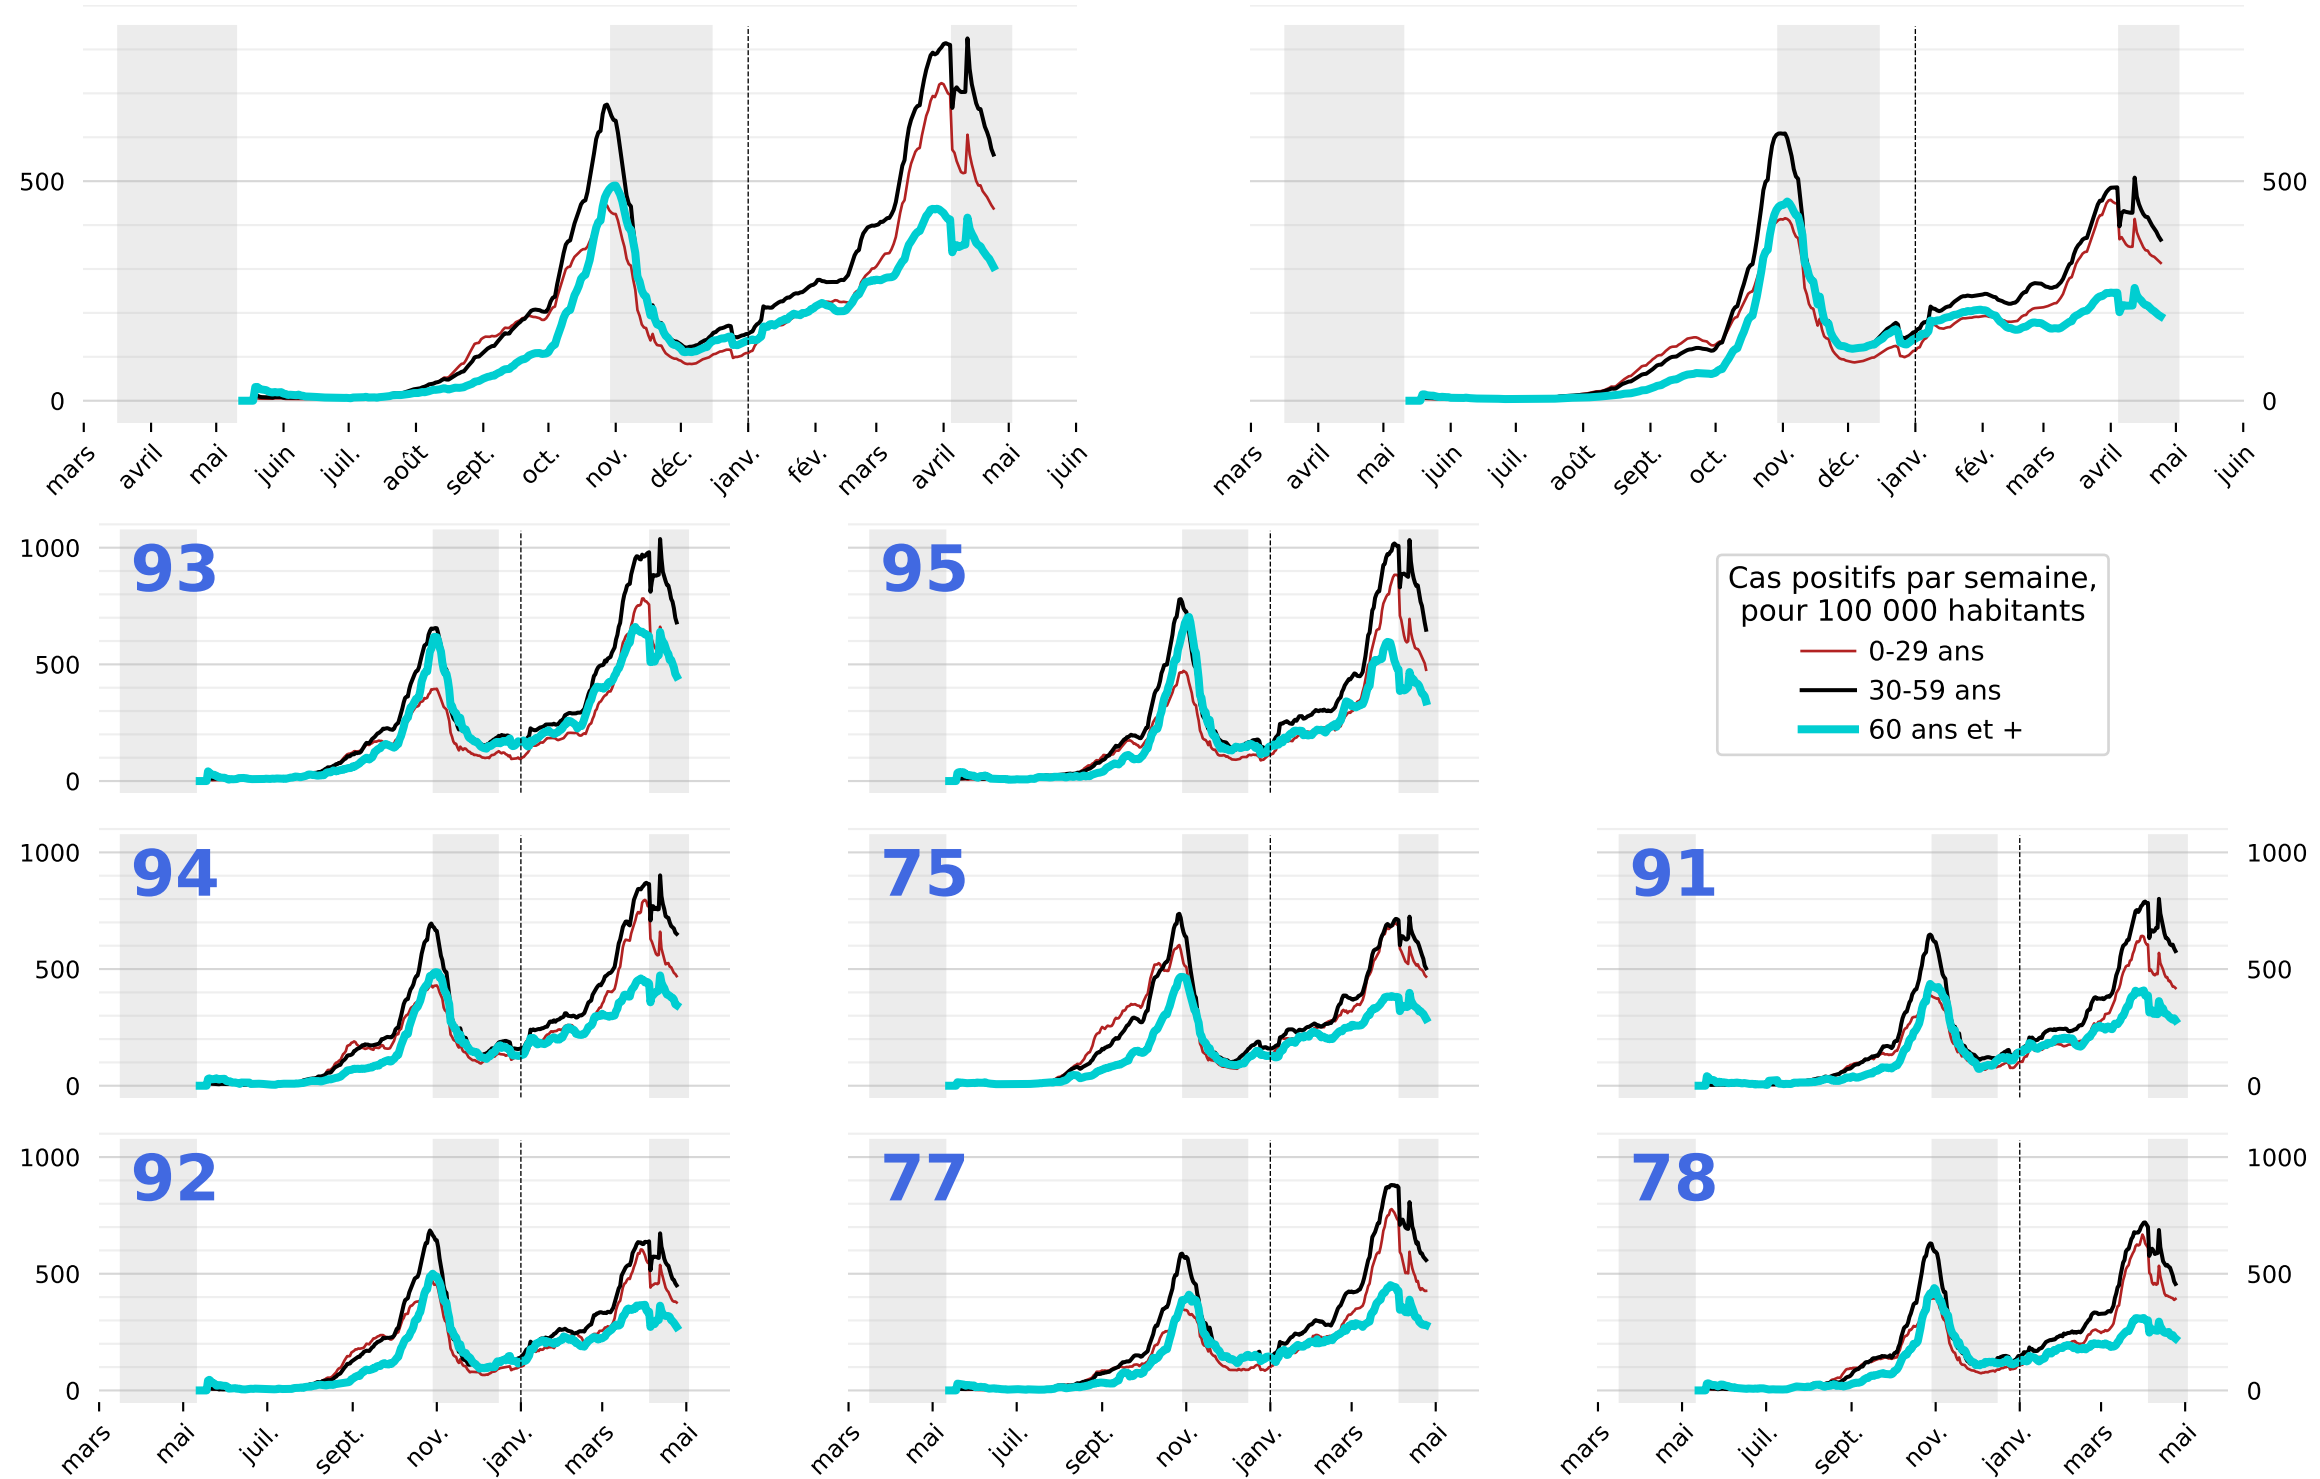 500
0
mars avril mai juin juil. août sept. oct. nov. déc. janv. fév. mars avril mai juin
500
0
mars avril mai juin juil. août sept. oct. nov. déc. janv. fév. mars avril mai juin
93
1000
500
0
95
Cas positifs par semaine,
pour 100 000 habitants
0-29 ans
30-59 ans
60 ans et +
94
1000
500
0
75
91
1000
500
0
92
1000
500
0
mars mai juil. sept. nov. janv. mars mai
77
mars mai juil. sept. nov. janv. mars mai
78
1000
500
0
mars mai juil. sept. nov. janv. mars mai